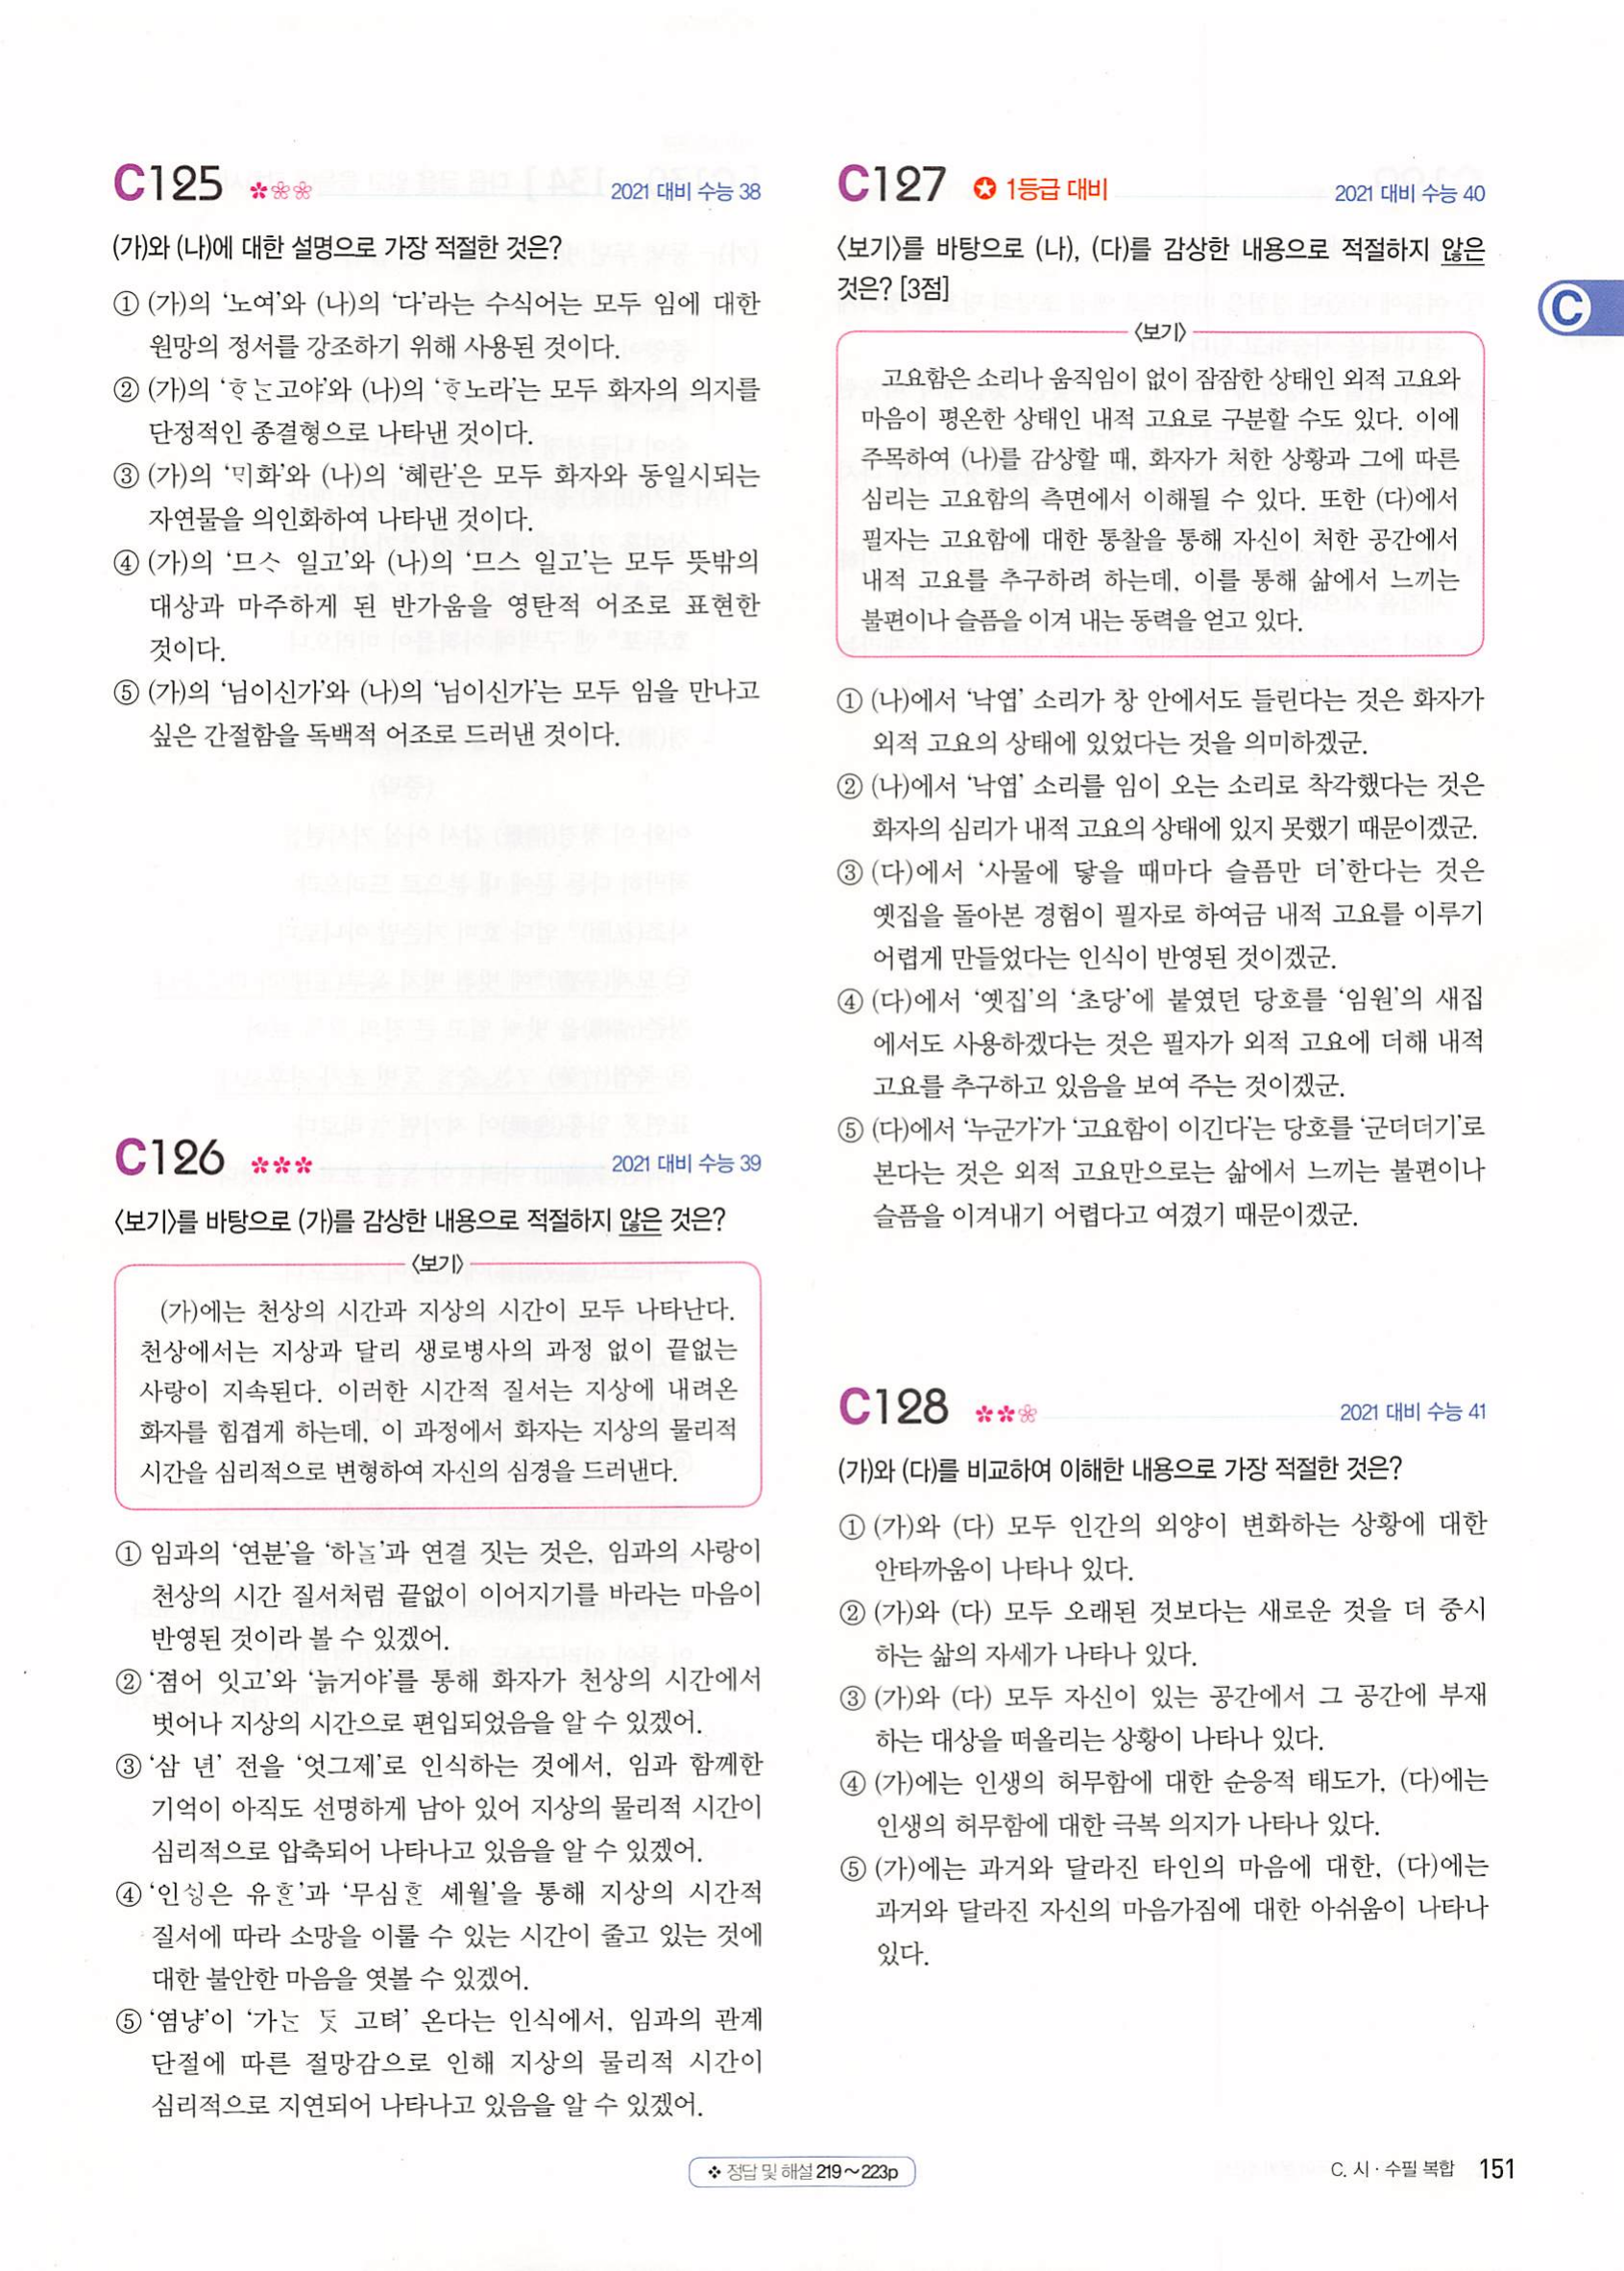 C125 2021 대비 수능 38
(가)와 (나)에 대한 설명으로 가장 적절한 것은?
① (가)의 ‘노여’와 (나)의 ‘다’라는 수식어는 모두 임에 대한
원망의 정서를 강조하기 위해 사용된 것이다.
② (가)의 ‘ᄒᆞᄂᆞᆫ고야’와 (나)의 ‘ᄒᆞ노라’는 모두 화자의 의지를
단정적인 종결형으로 나타낸 것이다.
③ (가)의 ‘ᄆᆡ화’와 (나)의 ‘혜란’은 모두 화자와 동일시되는
자연물을 의인화하여 나타낸 것이다.
④ (가)의 ‘므스 일고’와 (나)의 ‘므스 일고’는 모두 뜻밖의
대상과 마주하게 된 반가움을 영탄적 어조로 표현한
것이다.
⑤ (가)의 ‘님이신가’와 (나)의 ‘님이신가’는 모두 임을 만나고
싶은 간절함을 독백적 어조로 드러낸 것이다.
C126 2021 대비 수능 39
〈보기〉를 바탕으로 (가)를 감상한 내용으로 적절하지 않은 것은?
〈보기〉
(가)에는 천상의 시간과 지상의 시간이 모두 나타난다.
천상에서는 지상과 달리 생로병사의 과정 없이 끝없는
사랑이 지속된다. 이러한 시간적 질서는 지상에 내려온
화자를 힘겹게 하는데, 이 과정에서 화자는 지상의 물리적
시간을 심리적으로 변형하여 자신의 심경을 드러낸다.
① 임과의 ‘연분’을 ‘하ᄂᆞᆯ’과 연결 짓는 것은, 임과의 사랑이
천상의 시간 질서처럼 끝없이 이어지기를 바라는 마음이
반영된 것이라 볼 수 있겠어.
② ‘졈어 잇고’와 ‘늙거야’를 통해 화자가 천상의 시간에서
벗어나 지상의 시간으로 편입되었음을 알 수 있겠어.
③ ‘삼 년’ 전을 ‘엇그제’로 인식하는 것에서, 임과 함께한
기억이 아직도 선명하게 남아 있어 지상의 물리적 시간이
심리적으로 압축되어 나타나고 있음을 알 수 있겠어.
④ ‘인ᄉᆡᆼ은 유ᄒᆞᆫ’과 ‘무심ᄒᆞᆫ 셰월’을 통해 지상의 시간적
질서에 따라 소망을 이룰 수 있는 시간이 줄고 있는 것에
대한 불안한 마음을 엿볼 수 있겠어.
⑤ ‘염냥’이 ‘가ᄂᆞᆫ ᄃᆞᆺ 고텨’ 온다는 인식에서, 임과의 관계
단절에 따른 절망감으로 인해 지상의 물리적 시간이
심리적으로 지연되어 나타나고 있음을 알 수 있겠어.
C127 1등급 대비 2021 대비 수능 40
〈보기〉를 바탕으로 (나), (다)를 감상한 내용으로 적절하지 않은
것은? [3점]
〈보기〉
고요함은 소리나 움직임이 없이 잠잠한 상태인 외적 고요와
마음이 평온한 상태인 내적 고요로 구분할 수도 있다. 이에
주목하여 (나)를 감상할 때, 화자가 처한 상황과 그에 따른
심리는 고요함의 측면에서 이해될 수 있다. 또한 (다)에서
필자는 고요함에 대한 통찰을 통해 자신이 처한 공간에서
내적 고요를 추구하려 하는데, 이를 통해 삶에서 느끼는
불편이나 슬픔을 이겨 내는 동력을 얻고 있다.
① (나)에서 ‘낙엽’ 소리가 창 안에서도 들린다는 것은 화자가
외적 고요의 상태에 있었다는 것을 의미하겠군.
② (나)에서 ‘낙엽’ 소리를 임이 오는 소리로 착각했다는 것은
화자의 심리가 내적 고요의 상태에 있지 못했기 때문이겠군.
③ (다)에서 ‘사물에 닿을 때마다 슬픔만 더’한다는 것은
옛집을 돌아본 경험이 필자로 하여금 내적 고요를 이루기
어렵게 만들었다는 인식이 반영된 것이겠군.
④ (다)에서 ‘옛집’의 ‘초당’에 붙였던 당호를 ‘임원’의 새집
에서도 사용하겠다는 것은 필자가 외적 고요에 더해 내적
고요를 추구하고 있음을 보여 주는 것이겠군.
⑤ (다)에서 ‘누군가’가 ‘고요함이 이긴다’는 당호를 ‘군더더기’로
본다는 것은 외적 고요만으로는 삶에서 느끼는 불편이나
슬픔을 이겨내기 어렵다고 여겼기 때문이겠군.
C128 2021 대비 수능 41
(가)와 (다)를 비교하여 이해한 내용으로 가장 적절한 것은?
① (가)와 (다) 모두 인간의 외양이 변화하는 상황에 대한
안타까움이 나타나 있다.
② (가)와 (다) 모두 오래된 것보다는 새로운 것을 더 중시
하는 삶의 자세가 나타나 있다.
③ (가)와 (다) 모두 자신이 있는 공간에서 그 공간에 부재
하는 대상을 떠올리는 상황이 나타나 있다.
④ (가)에는 인생의 허무함에 대한 순응적 태도가, (다)에는
인생의 허무함에 대한 극복 의지가 나타나 있다.
⑤ (가)에는 과거와 달라진 타인의 마음에 대한, (다)에는
과거와 달라진 자신의 마음가짐에 대한 아쉬움이 나타나
있다.
C
❖ 정답 및 해설 219～223p
C. 시·수필 복합 151